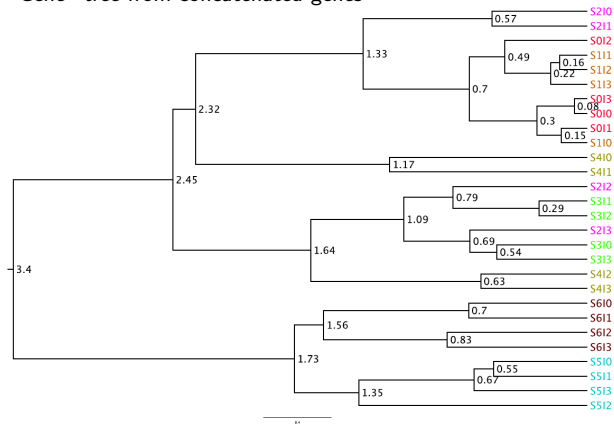 "Gene" tree from concatenated genes
S2I0
0.57
S2I1
1.33
S0I2
0.49
S1I1
0.16
S1I2
0.22
S1I3
0.7
S0I3
0.08
S0I0
0.3
S0I1
0.15
S1I0
2.32
S4I0
1.17
S4I1
2.45
S2I2
0.79
S3I1
0.29
S3I2
1.09
S2I3
0.69
S3I0
0.54
S3I3
1.64
S4I2
0.63
S4I3
3.4
S6I0
0.7
S6I1
1.56
S6I2
0.83
S6I3
1.73
S5I0
0.55
S5I1
0.67
S5I3
1.35
S5I2